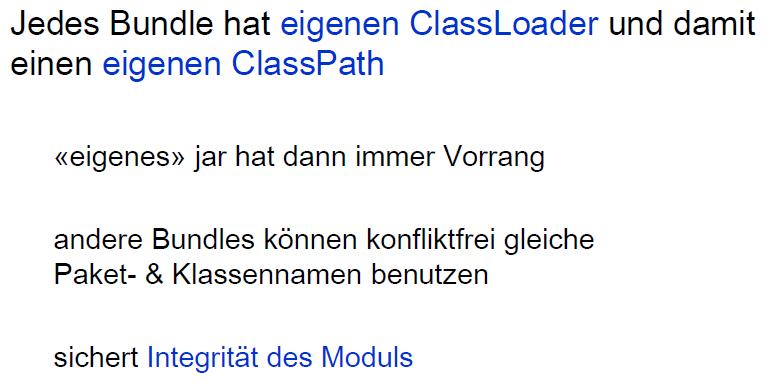 Jedes Bundle hat eigenen ClassLoader und damit
einen eigenen ClassPath
«eigenes» jar hat dann immer Vorrang
andere Bundles können konfliktfrei gleiche
Paket- & Klassennamen benutzen
sichert Integrität des Moduls